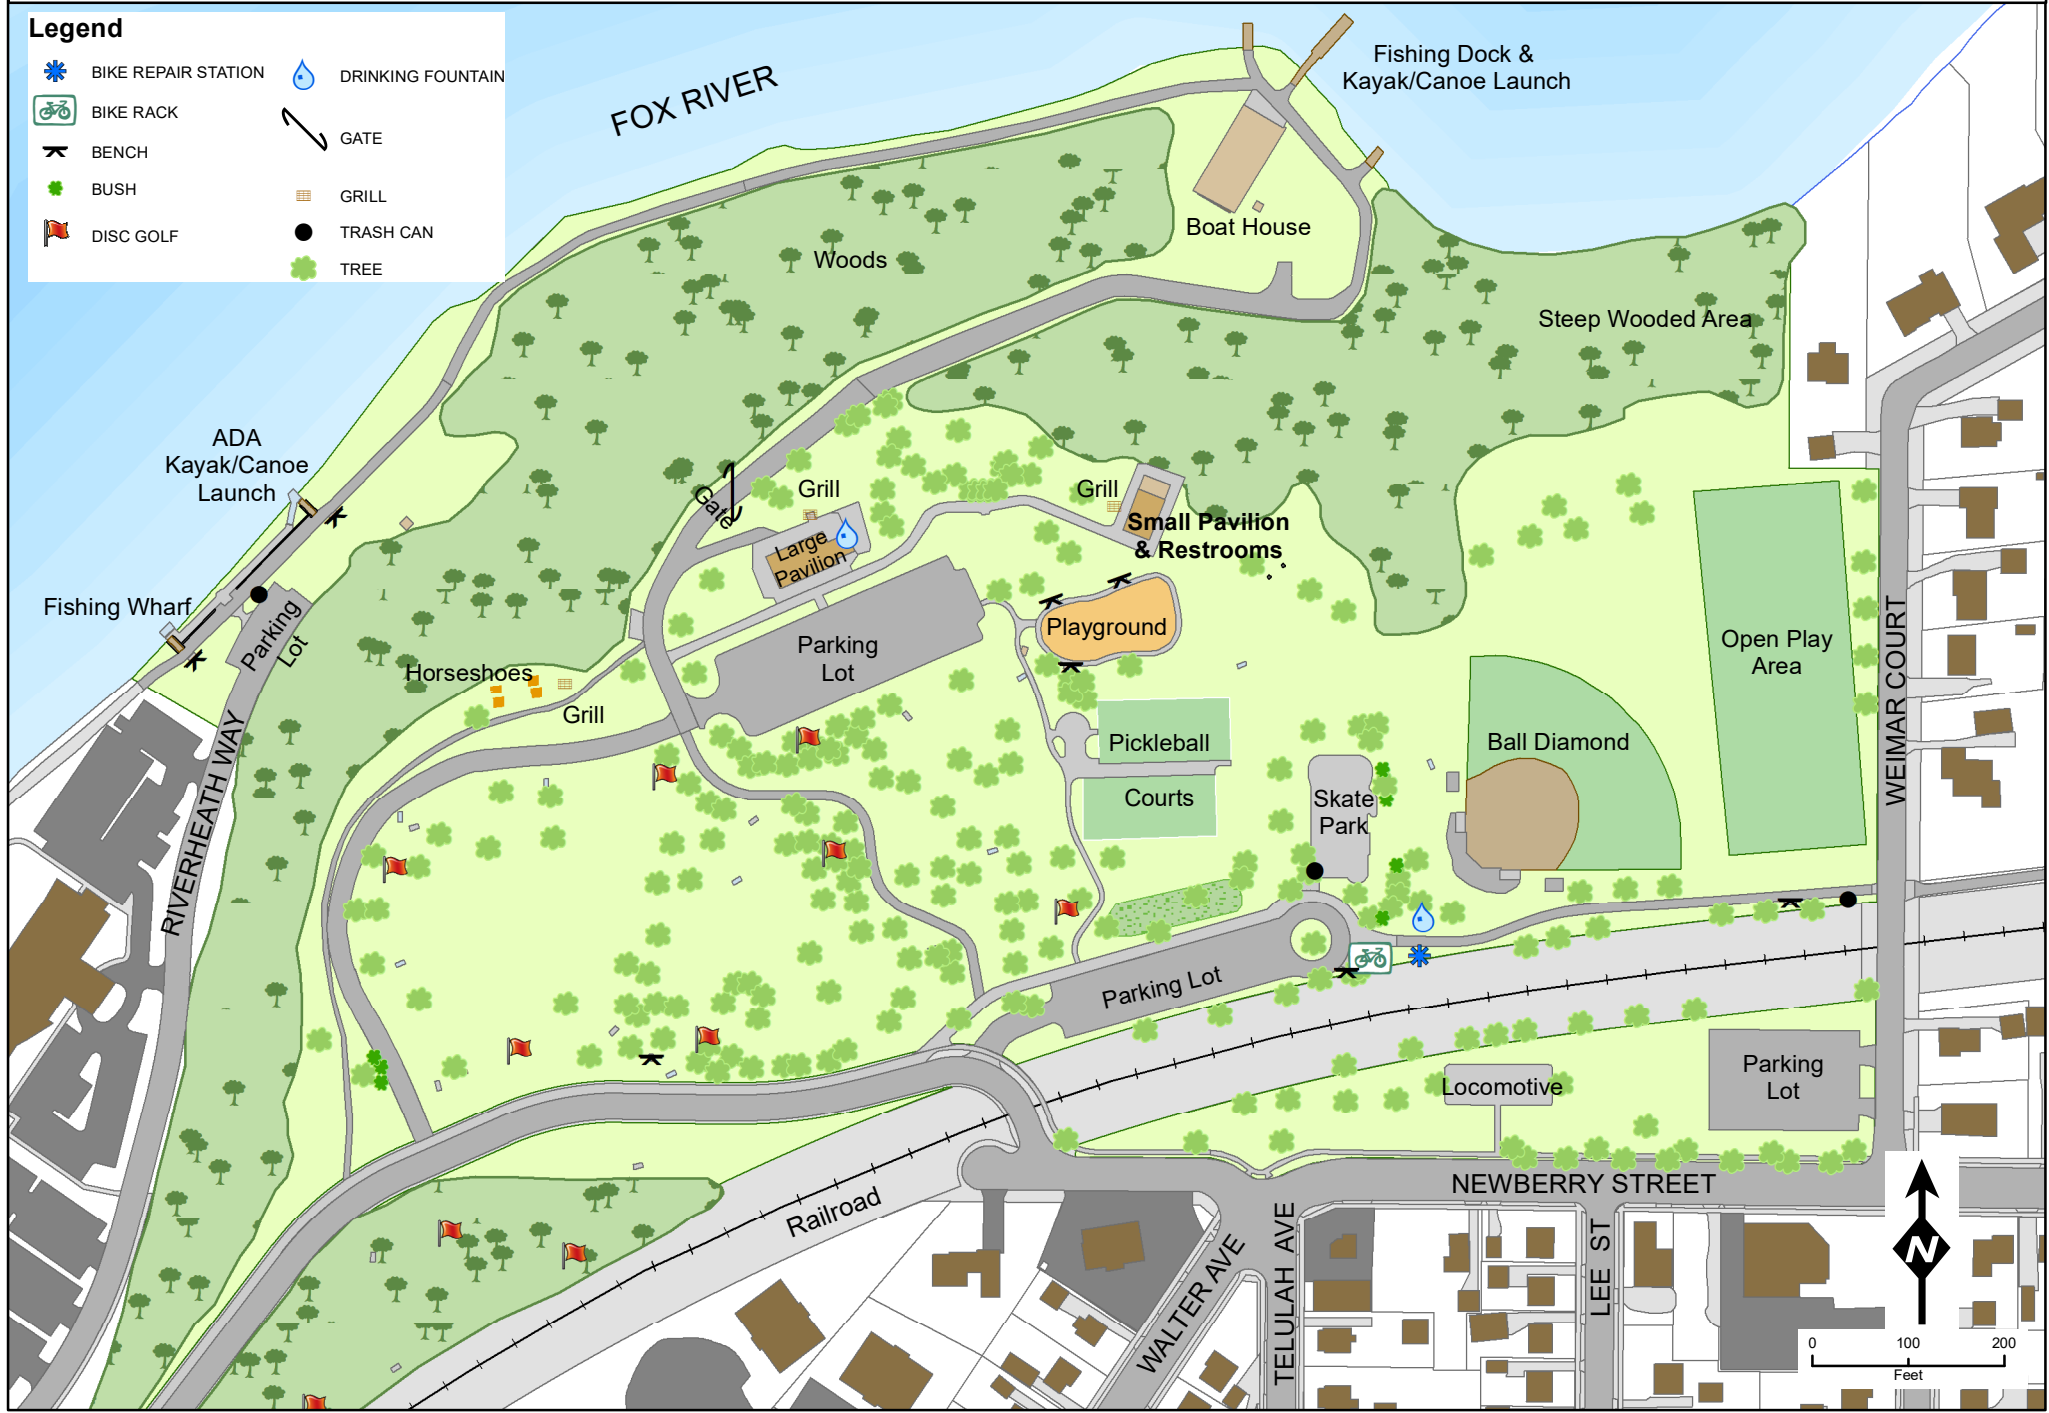 Legend
BIKE REPAIR STATION
BIKE RACK
BENCH
BUSH
DISC GOLF
DRINKING FOUNTAIN
GATE
GRILL
TRASH CAN
TREE
FOX RIVER
Fishing Dock &
Kayak/Canoe Launch
Boat House
Woods
Steep Wooded Area
ADA
Kayak/Canoe
Launch
Gate
Grill
Grill
Small Pavilion
& Restrooms
Large
Pavilion
Fishing Wharf
Parking
Lot
Playground
Parking
Lot
Open Play
Area
WEIMAR COURT
Horseshoes
Grill
Pickleball
Courts
Ball Diamond
Skate
Park
RIVERHEATH WAY
Parking Lot
Locomotive
Parking
Lot
NEWBERRY STREET
Railroad
WALTER AVE
TELULAH AVE
LEE ST
N
0 100 200
Feet